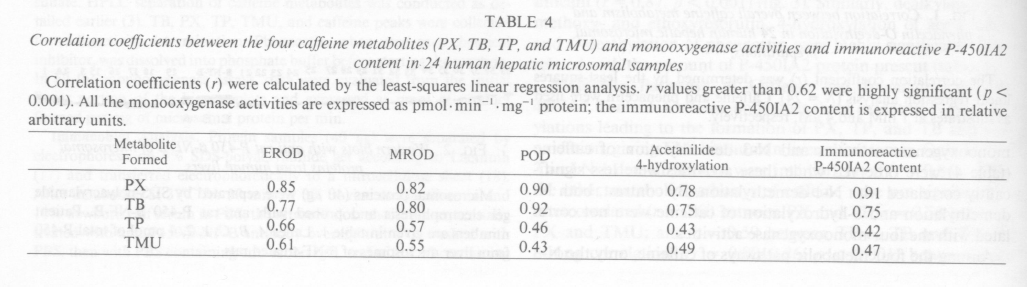 TABLE 4
Correlation coefficients between the four caffeine metabolites (PX, TB, TP, and TMU) and monooxygenase activities and immunoreactive P-450IA2
content in 24 human hepatic microsomal samples
Correlation coefficients (r) were calculated by the least-squares linear regression analysis. r values greater than 0.62 were highly significant (p <
0.001). All the monooxygenase activities are expressed as pmol·min⁻¹·mg⁻¹ protein; the immunoreactive P-450IA2 content is expressed in relative
arbitrary units.
Metabolite Formed EROD MROD POD Acetanilide 4-hydroxylation Immunoreactive P-450IA2 Content
PX 0.85 0.82 0.90 0.78 0.91
TB 0.77 0.80 0.92 0.75 0.75
TP 0.66 0.57 0.46 0.43 0.42
TMU 0.61 0.55 0.43 0.49 0.47